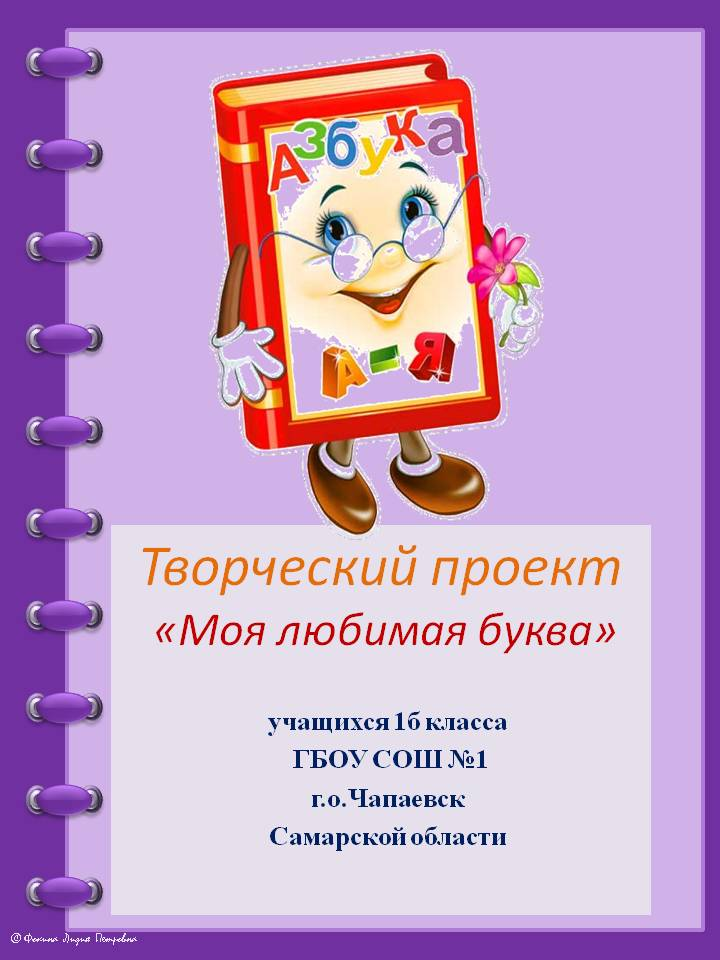 Азбука
А-Я
Творческий проект
«Моя любимая буква»
учащихся 1б класса
ГБОУ СОШ №1
г.о.Чапаевск
Самарской области
@ Фокина Лидия Петровна